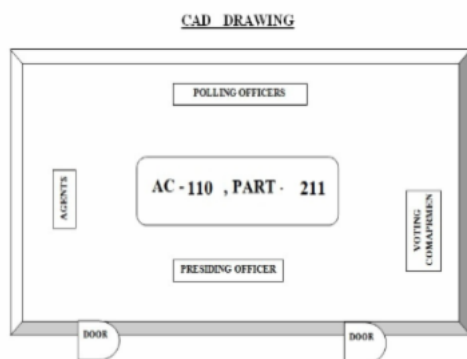 CAD DRAWING
POLLING OFFICERS
AGENTS
AC - 110 , PART - 211
VOTING
COMAPRMEN
PRESIDING OFFICER
DOOR
DOOR